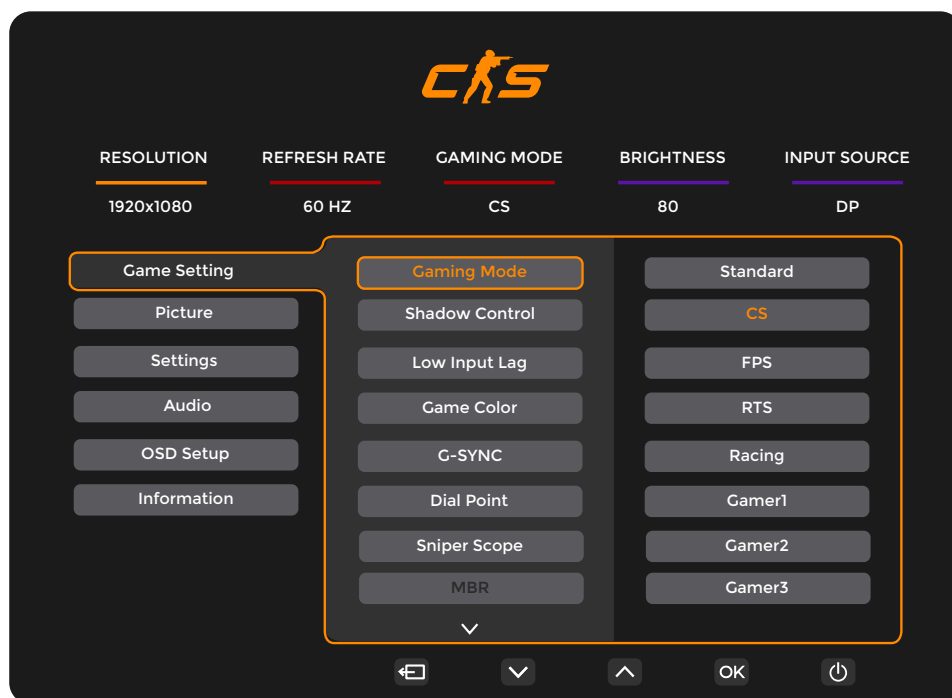 CS
RESOLUTION REFRESH RATE GAMING MODE BRIGHTNESS INPUT SOURCE
1920x1080 60 HZ CS 80 DP
Game Setting Gaming Mode Standard
Picture Shadow Control CS
Settings Low Input Lag FPS
Audio Game Color RTS
OSD Setup G-SYNC Racing
Information Dial Point Gamer1
Sniper Scope Gamer2
MBR Gamer3
OK